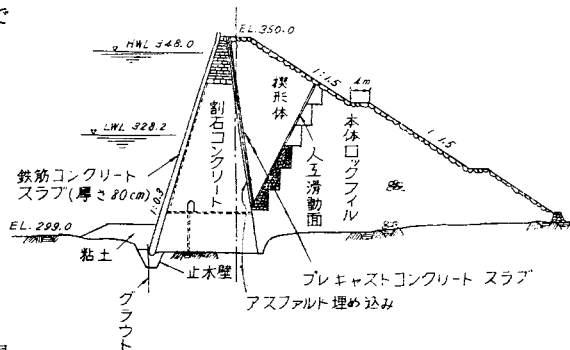 で
EL.350.0
HWL 348.0
1:1.5
4m
楔形体
割石コンクリート
人工滑動面
本体ロックフィル
LWL 328.2
1:1.5
鉄筋コンクリート
スラブ(厚さ80cm)
1:0.3
EL.299.0
粘土
止水壁
プレキャストコンクリート スラブ
アスファルト埋め込み
グラウト